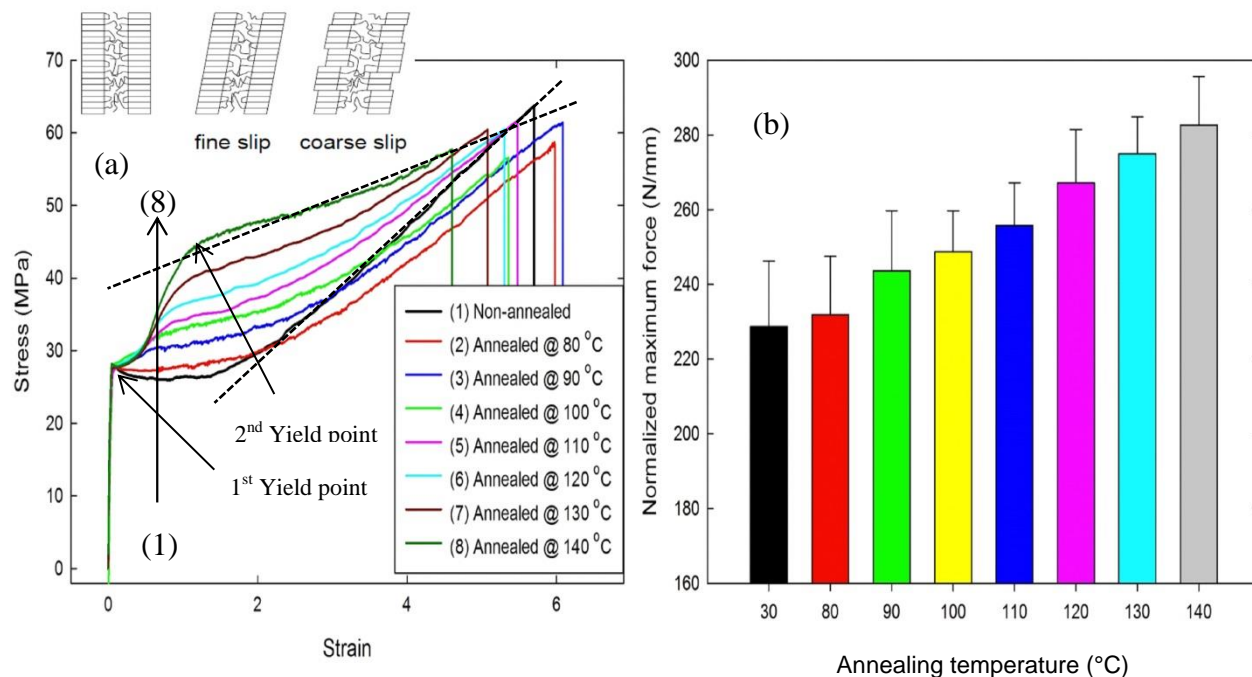 fine slip
coarse slip
(a)
(8)
(1)
2nd Yield point
1st Yield point
Stress (MPa)
70
60
50
40
30
20
10
0
0
2
4
6
Strain
(1) Non-annealed
(2) Annealed @ 80 °C
(3) Annealed @ 90 °C
(4) Annealed @ 100 °C
(5) Annealed @ 110 °C
(6) Annealed @ 120 °C
(7) Annealed @ 130 °C
(8) Annealed @ 140 °C
(b)
Normalized maximum force (N/mm)
300
280
260
240
220
200
180
160
30
80
90
100
110
120
130
140
Annealing temperature (°C)